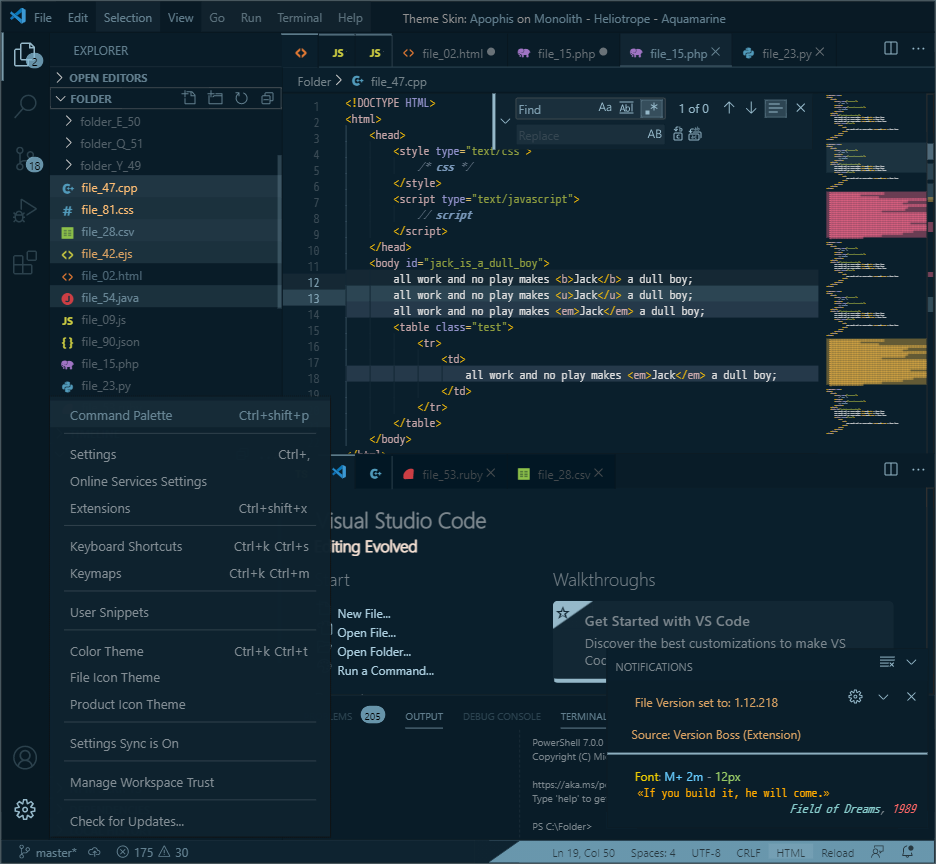 File Edit Selection View Go Run Terminal Help Theme Skin: Apophis on Monolith - Heliotrope - Aquamarine
2
18
EXPLORER
OPEN EDITORS
FOLDER
folder_E_50
folder_Q_51
folder_Y_49
file_47.cpp
# file_81.css
file_28.csv
<> file_42.ejs
<> file_02.html
J file_54.java
JS file_09.js
{} file_90.json
file_15.php
file_23.py
<> JS JS <> file_02.html file_15.php file_15.php file_23.py
Folder > file_47.cpp
Find Aa Abl .* 1 of 0
Replace AB
1 <!DOCTYPE HTML>
2 <html>
3 <head>
4 <style type="text/css">
5 /* css */
6 </style>
7 <script type="text/javascript">
8 // script
9 </script>
10 </head>
11 <body id="jack_is_a_dull_boy">
12 all work and no play makes <b>Jack</b> a dull boy;
13 all work and no play makes <u>Jack</u> a dull boy;
14 all work and no play makes <em>Jack</em> a dull boy;
15 <table class="test">
16 <tr>
17 <td>
18 all work and no play makes <em>Jack</em> a dull boy;
</td>
</tr>
</table>
</body>
</html>
Command Palette Ctrl+shift+p
Settings Ctrl+,
Online Services Settings
Extensions Ctrl+shift+x
Keyboard Shortcuts Ctrl+k Ctrl+s
Keymaps Ctrl+k Ctrl+m
User Snippets
Color Theme Ctrl+k Ctrl+t
File Icon Theme
Product Icon Theme
Settings Sync is On
Manage Workspace Trust
Check for Updates...
file_53.ruby file_28.csv
isual Studio Code
iting Evolved
art
New File...
Open File...
Open Folder...
Run a Command...
Walkthroughs
Get Started with VS Code
Discover the best customizations to make VS
Coc
EMS 205 OUTPUT DEBUG CONSOLE TERMINAL
PowerShell 7.0.0
Copyright (C) Mi
https://aka.ms/p
Type 'help' to ge
PS C:\Folder>
NOTIFICATIONS
File Version set to: 1.12.218
Source: Version Boss (Extension)
Font: M+ 2m - 12px
«If you build it, he will come.»
Field of Dreams, 1989
master* 175 30 Ln 19, Col 50 Spaces: 4 UTF-8 CRLF HTML Reload